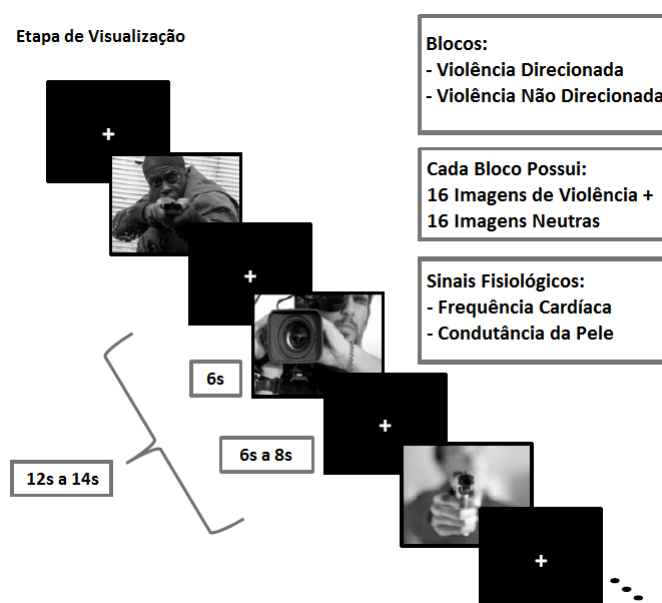 Etapa de Visualização
Blocos:
- Violência Direcionada
- Violência Não Direcionada
Cada Bloco Possui:
16 Imagens de Violência +
16 Imagens Neutras
Sinais Fisiológicos:
- Frequência Cardíaca
- Condutância da Pele
6s
6s a 8s
12s a 14s